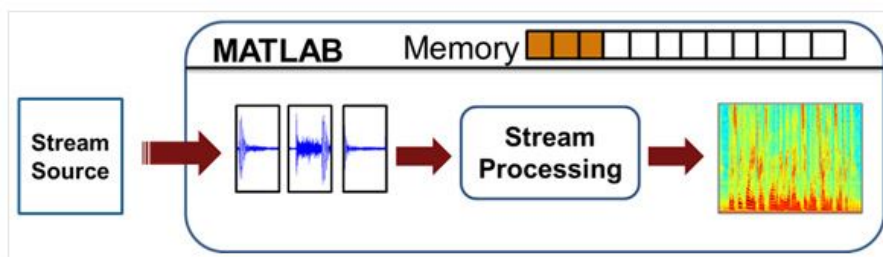 MATLAB Memory
Stream
Source
Stream
Processing